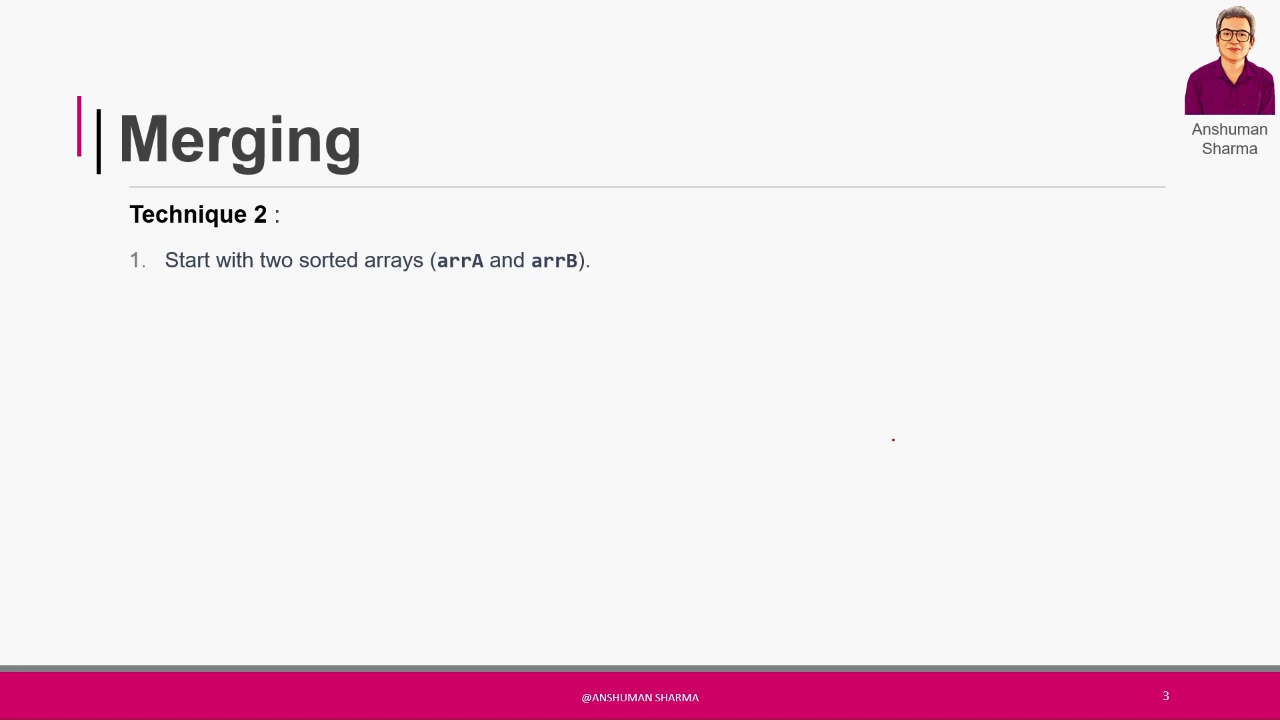 Anshuman
Sharma
Merging
Technique 2 :
1. Start with two sorted arrays (arrA and arrB).
@ANSHUMAN SHARMA
3